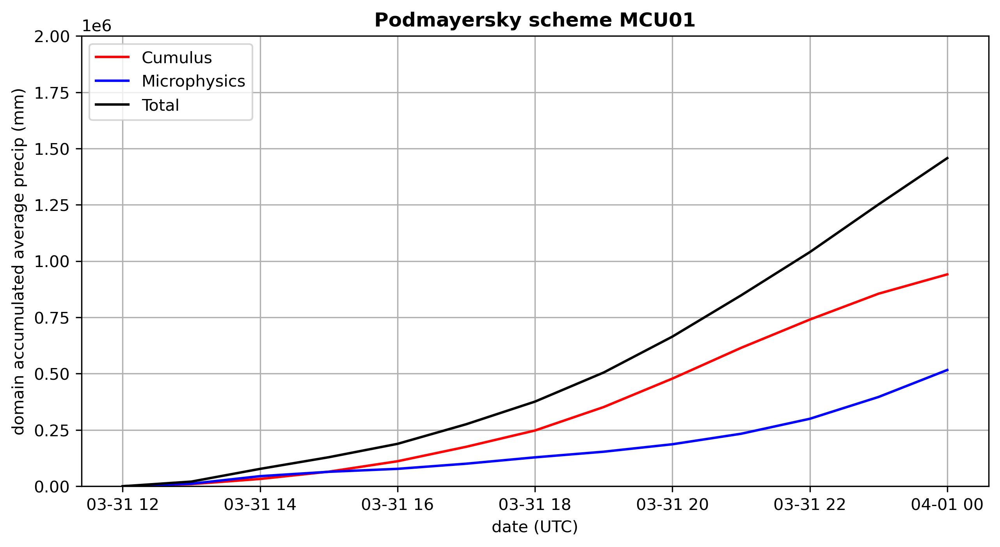 Podmayersky scheme MCU01
1e6
2.00
1.75
1.50
1.25
1.00
0.75
0.50
0.25
0.00
domain accumulated average precip (mm)
Cumulus
Microphysics
Total
03-31 12 03-31 14 03-31 16 03-31 18 03-31 20 03-31 22 04-01 00
date (UTC)